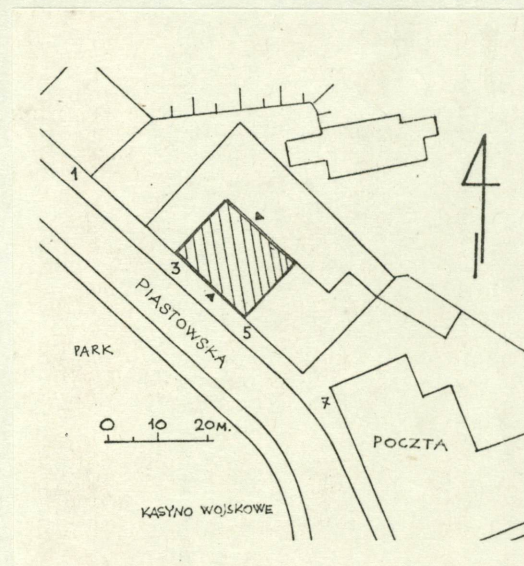 1
3
PIASTOWSKA
5
PARK
7
0 10 20M.
POCZTA
KASYNO WOJSKOWE